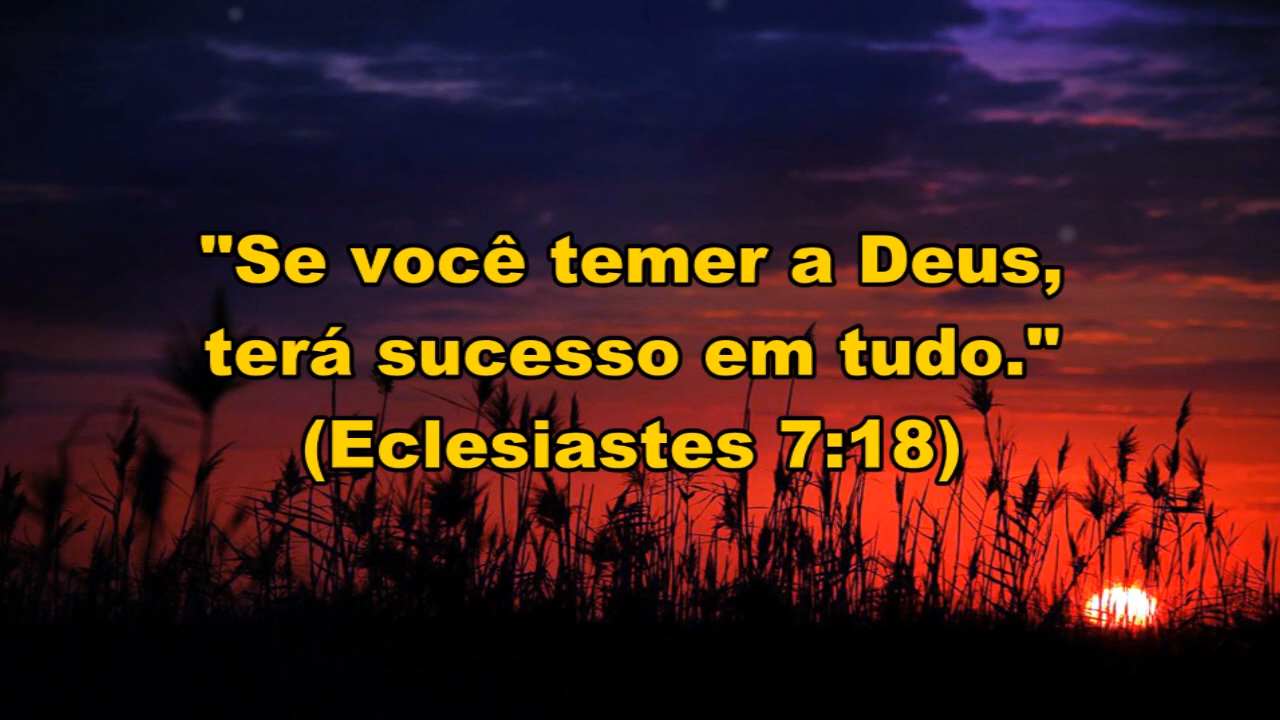 "Se você temer a Deus,
terá sucesso em tudo."
(Eclesiastes 7:18)